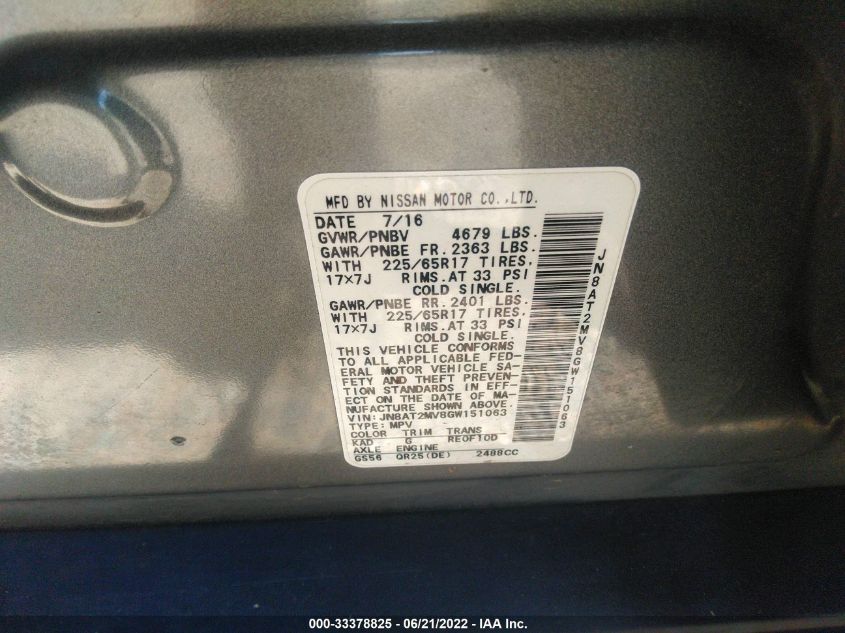 MFD BY NISSAN MOTOR CO.,LTD.
DATE 7/16
GVWR/PNBV 4679 LBS.
GAWR/PNBE FR. 2363 LBS.
WITH 225/65R17 TIRES,
17×7J RIMS.AT 33 PSI
COLD SINGLE.
GAWR/PNBE RR. 2401 LBS.
WITH 225/65R17 TIRES,
17×7J RIMS.AT 33 PSI
COLD SINGLE.
THIS VEHICLE CONFORMS
TO ALL APPLICABLE FED-
ERAL MOTOR VEHICLE SA-
FETY AND THEFT PREVEN-
TION STANDARDS IN EFF-
ECT ON THE DATE OF MA-
NUFACTURE SHOWN ABOVE.
VIN:JN8AT2MV8GW151063
TYPE:MPV
COLOR TRIM TRANS
KAD G RE0F10D
AXLE ENGINE
GS56 QR25(DE) 2488CC
JN8AT2MV8GW151063
000-33378825 - 06/21/2022 - IAA Inc.